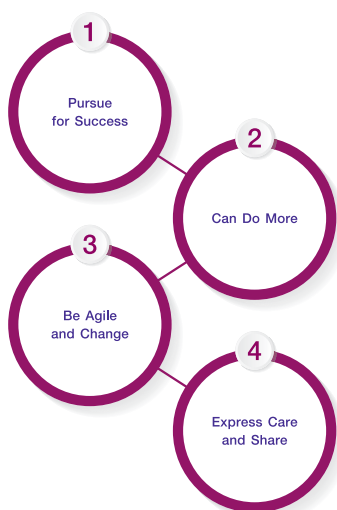 1
Pursue
for Success
2
Can Do More
3
Be Agile
and Change
4
Express Care
and Share